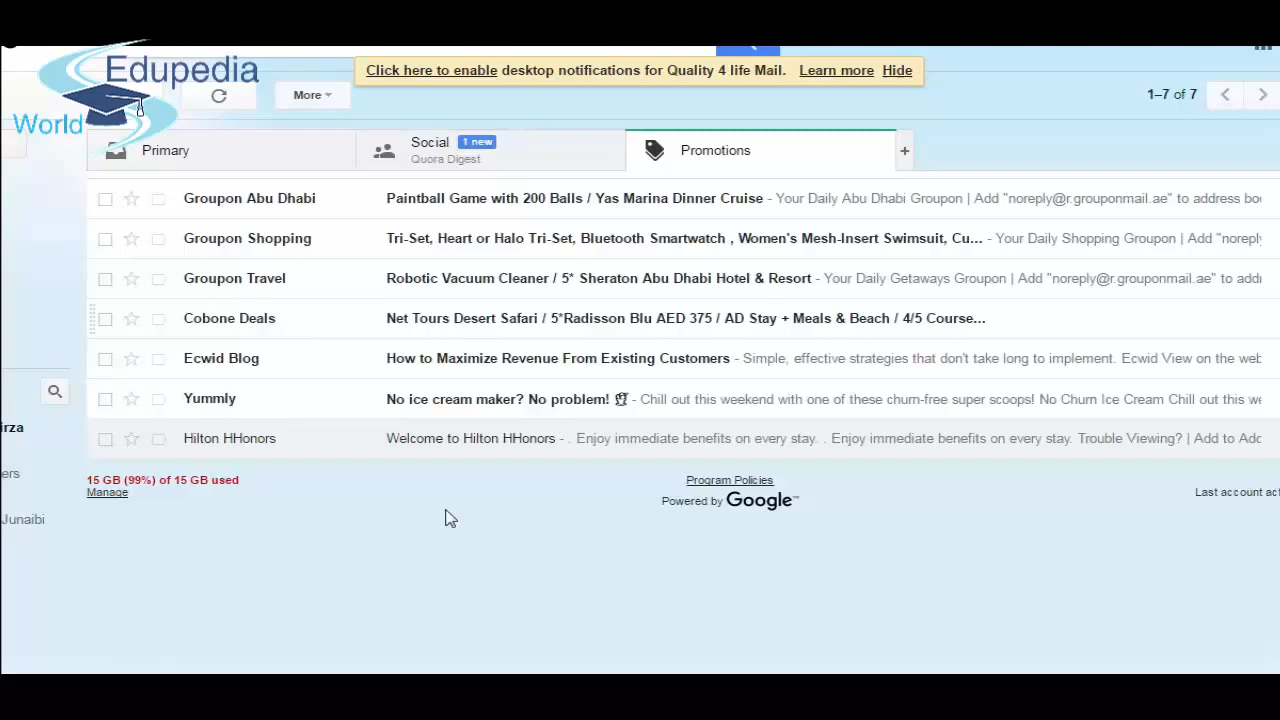 Edupedia
World
Click here to enable desktop notifications for Quality 4 life Mail. Learn more Hide
More
1–7 of 7
Primary
Social 1 new
Quora Digest
Promotions
+
Groupon Abu Dhabi Paintball Game with 200 Balls / Yas Marina Dinner Cruise - Your Daily Abu Dhabi Groupon | Add "noreply@r.grouponmail.ae" to address boo
Groupon Shopping Tri-Set, Heart or Halo Tri-Set, Bluetooth Smartwatch , Women's Mesh-Insert Swimsuit, Cu... - Your Daily Shopping Groupon | Add "noreply
Groupon Travel Robotic Vacuum Cleaner / 5* Sheraton Abu Dhabi Hotel & Resort - Your Daily Getaways Groupon | Add "noreply@r.grouponmail.ae" to addi
Cobone Deals Net Tours Desert Safari / 5*Radisson Blu AED 375 / AD Stay + Meals & Beach / 4/5 Course...
Ecwid Blog How to Maximize Revenue From Existing Customers - Simple, effective strategies that don't take long to implement. Ecwid View on the web
Yummly No ice cream maker? No problem! - Chill out this weekend with one of these churn-free super scoops! No Churn Ice Cream Chill out this we
Hilton HHonors Welcome to Hilton HHonors - . Enjoy immediate benefits on every stay. . Enjoy immediate benefits on every stay. Trouble Viewing? | Add to Add
irza
15 GB (99%) of 15 GB used
Manage
ers
Junaibi
Program Policies
Powered by Google™
Last account act